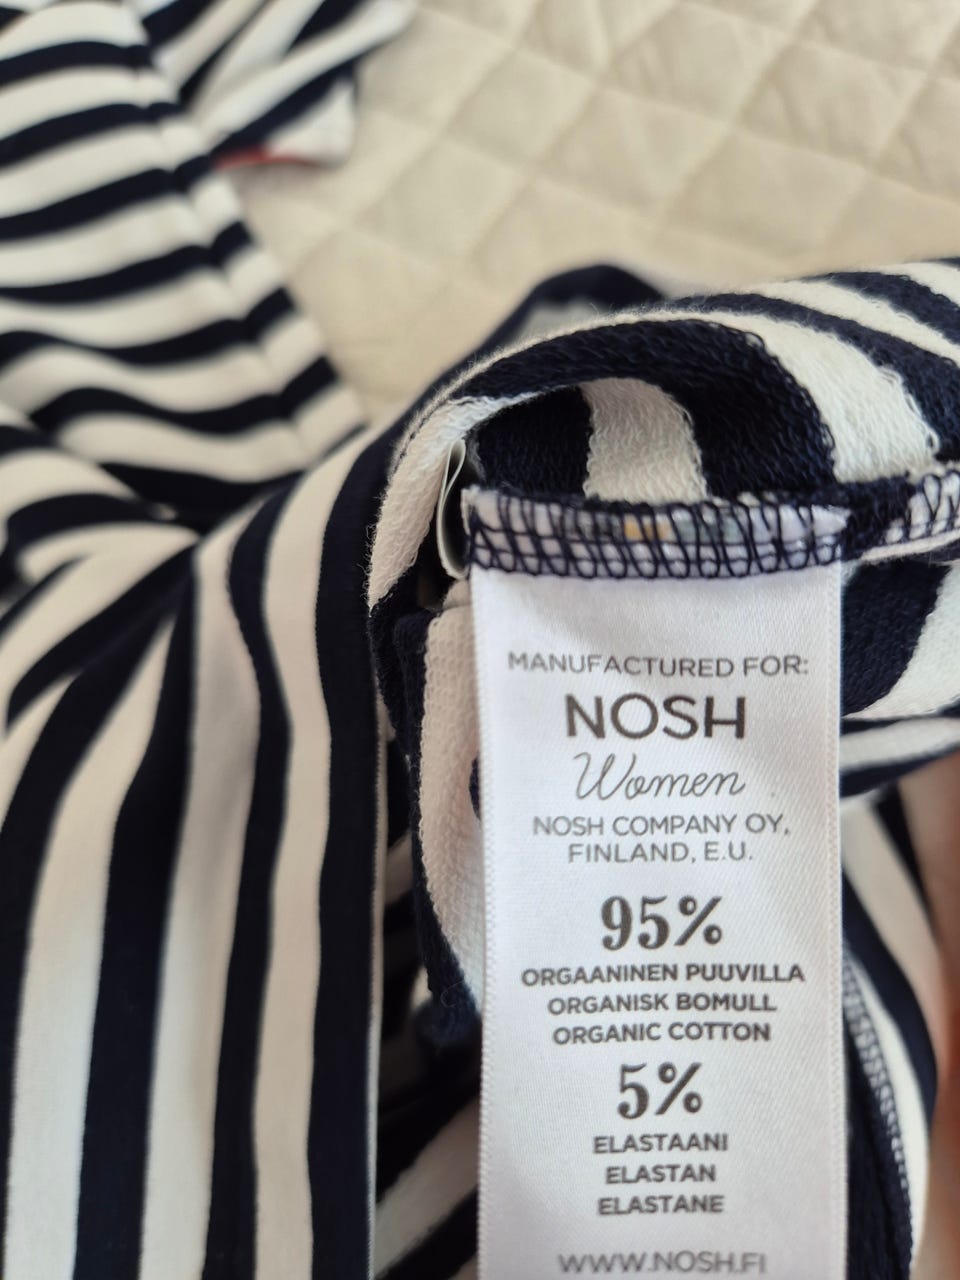 MANUFACTURED FOR:
NOSH
Women
NOSH COMPANY OY,
FINLAND, E.U.
95%
ORGAANINEN PUUVILLA
ORGANISK BOMULL
ORGANIC COTTON
5%
ELASTAANI
ELASTAN
ELASTANE
WWW.NOSH.FI